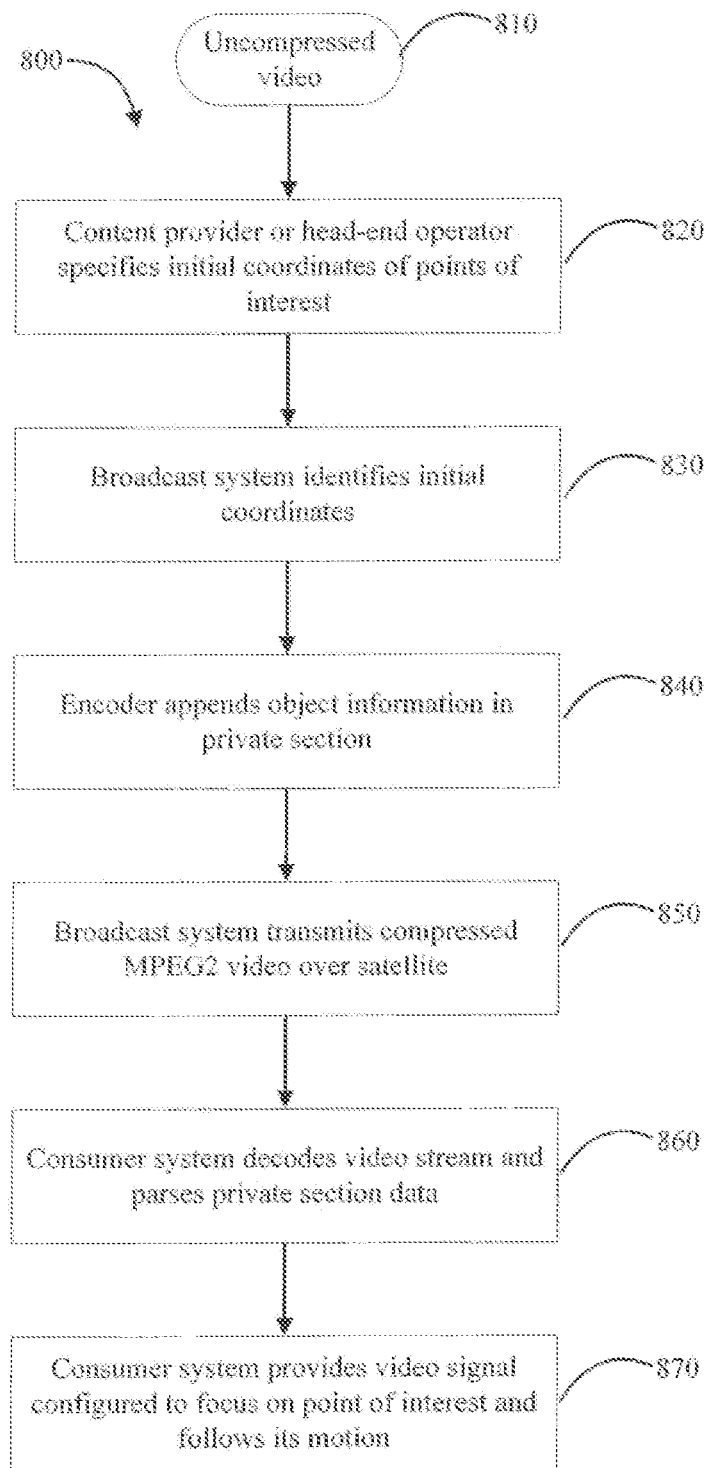 810
Uncompressed
video
800
Content provider or head-end operator
specifies initial coordinates of points of
interest
820
Broadcast system identifies initial
coordinates
830
Encoder appends object information in
private section
840
Broadcast system transmits compressed
MPEG2 video over satellite
850
Consumer system decodes video stream and
parses private section data
860
Consumer system provides video signal
configured to focus on point of interest and
follows its motion
870